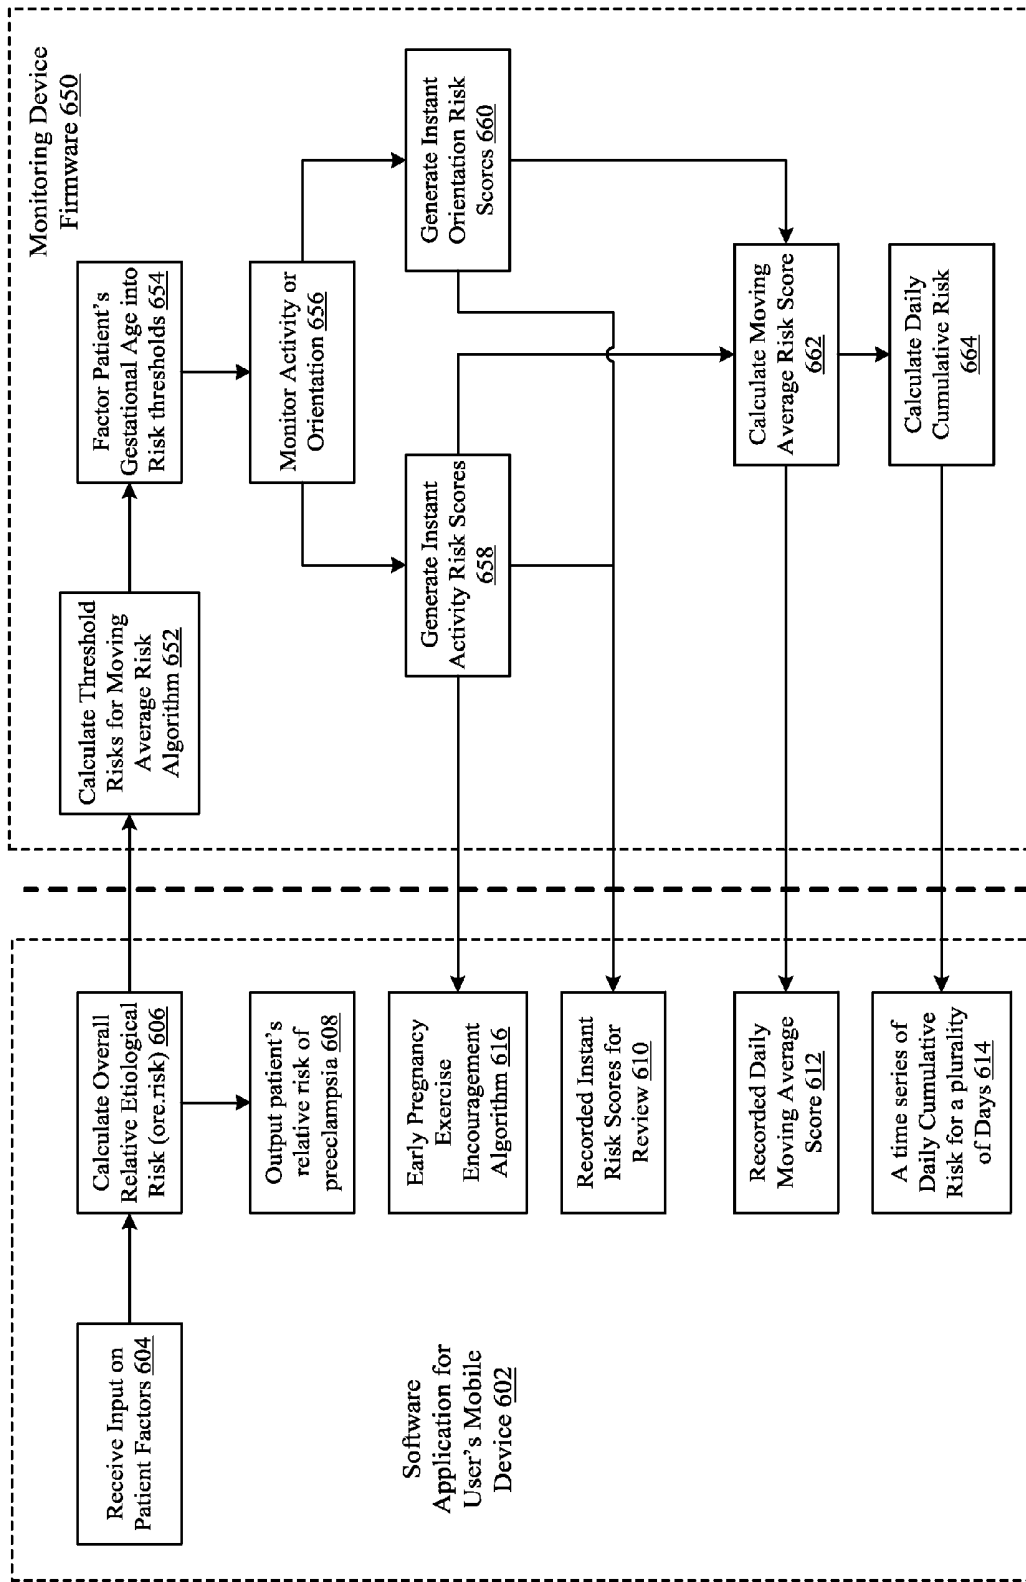 Receive Input on
Patient Factors 604
Calculate Overall
Relative Etiological
Risk (ore.risk) 606
Output patient's
relative risk of
preeclampsia 608
Early Pregnancy
Exercise
Encouragement
Algorithm 616
Recorded Instant
Risk Scores for
Review 610
Recorded Daily
Moving Average
Score 612
A time series of
Daily Cumulative
Risk for a plurality
of Days 614
Software
Application for
User's Mobile
Device 602
Monitoring Device
Firmware 650
Calculate Threshold
Risks for Moving
Average Risk
Algorithm 652
Factor Patient's
Gestational Age into
Risk thresholds 654
Monitor Activity or
Orientation 656
Generate Instant
Activity Risk Scores
658
Generate Instant
Orientation Risk
Scores 660
Calculate Moving
Average Risk Score
662
Calculate Daily
Cumulative Risk
664